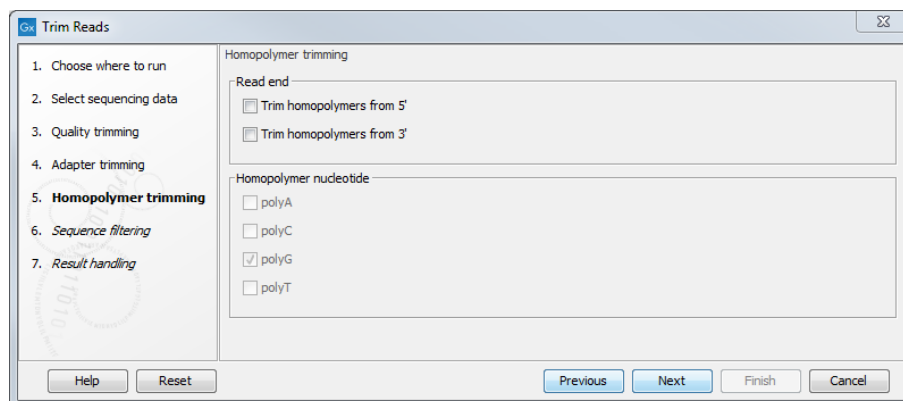 Gx Trim Reads
1. Choose where to run
2. Select sequencing data
3. Quality trimming
4. Adapter trimming
5. Homopolymer trimming
6. Sequence filtering
7. Result handling
Homopolymer trimming
Read end
Trim homopolymers from 5'
Trim homopolymers from 3'
Homopolymer nucleotide
polyA
polyC
polyG
polyT
Help Reset Previous Next Finish Cancel